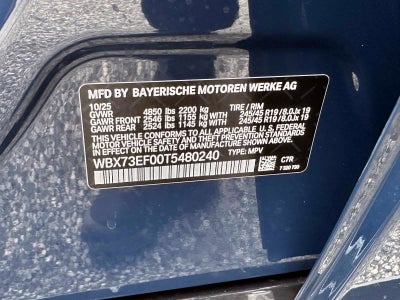 MFD BY BAYERISCHE MOTOREN WERKE AG
10/25 TIRE / RIM
GVWR 4850 lbs 2200 kg
GAWR FRONT 2546 lbs 1155 kg 245/45 R19 / 8.0Jx 19
GAWR REAR 2524 lbs 1145 kg 245/45 R19 / 8.0Jx 19
THIS VEHICLE CONFORMS TO ALL APPLICABLE U.S. FEDERAL
MOTOR VEHICLE SAFETY, BUMPER, AND THEFT PREVENTION
STANDARDS IN EFFECT ON THE DATE OF MANUFACTURE SHOWN ABOVE.
WBX73EF00T5480240 TYPE: MPV C7R